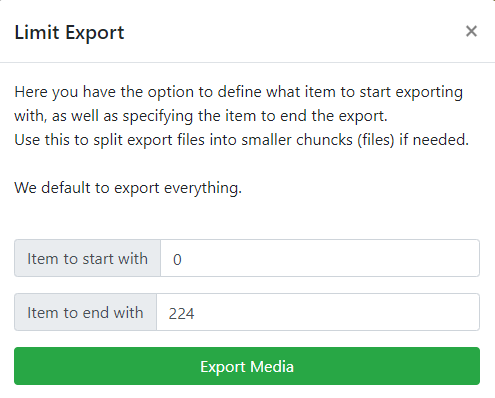 Limit Export ×
Here you have the option to define what item to start exporting
with, as well as specifying the item to end the export.
Use this to split export files into smaller chuncks (files) if needed.
We default to export everything.
Item to start with 0
Item to end with 224
Export Media